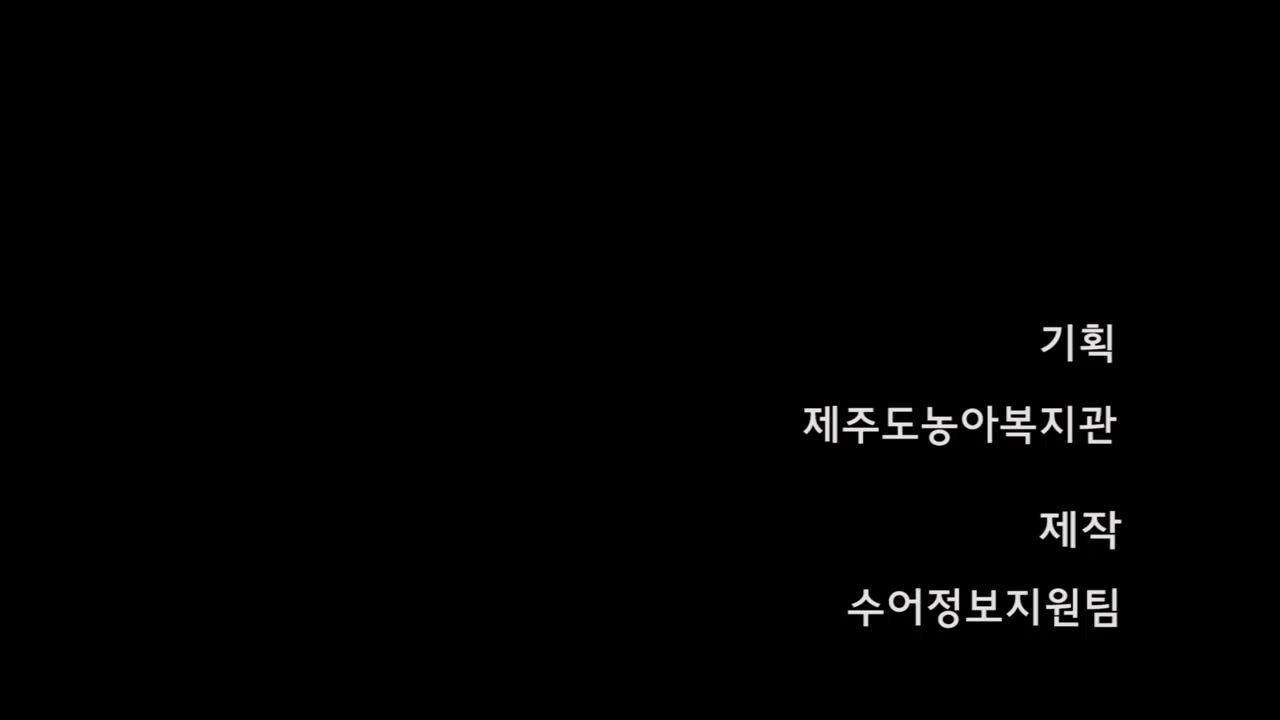 기획
제주도농아복지관
제작
수어정보지원팀